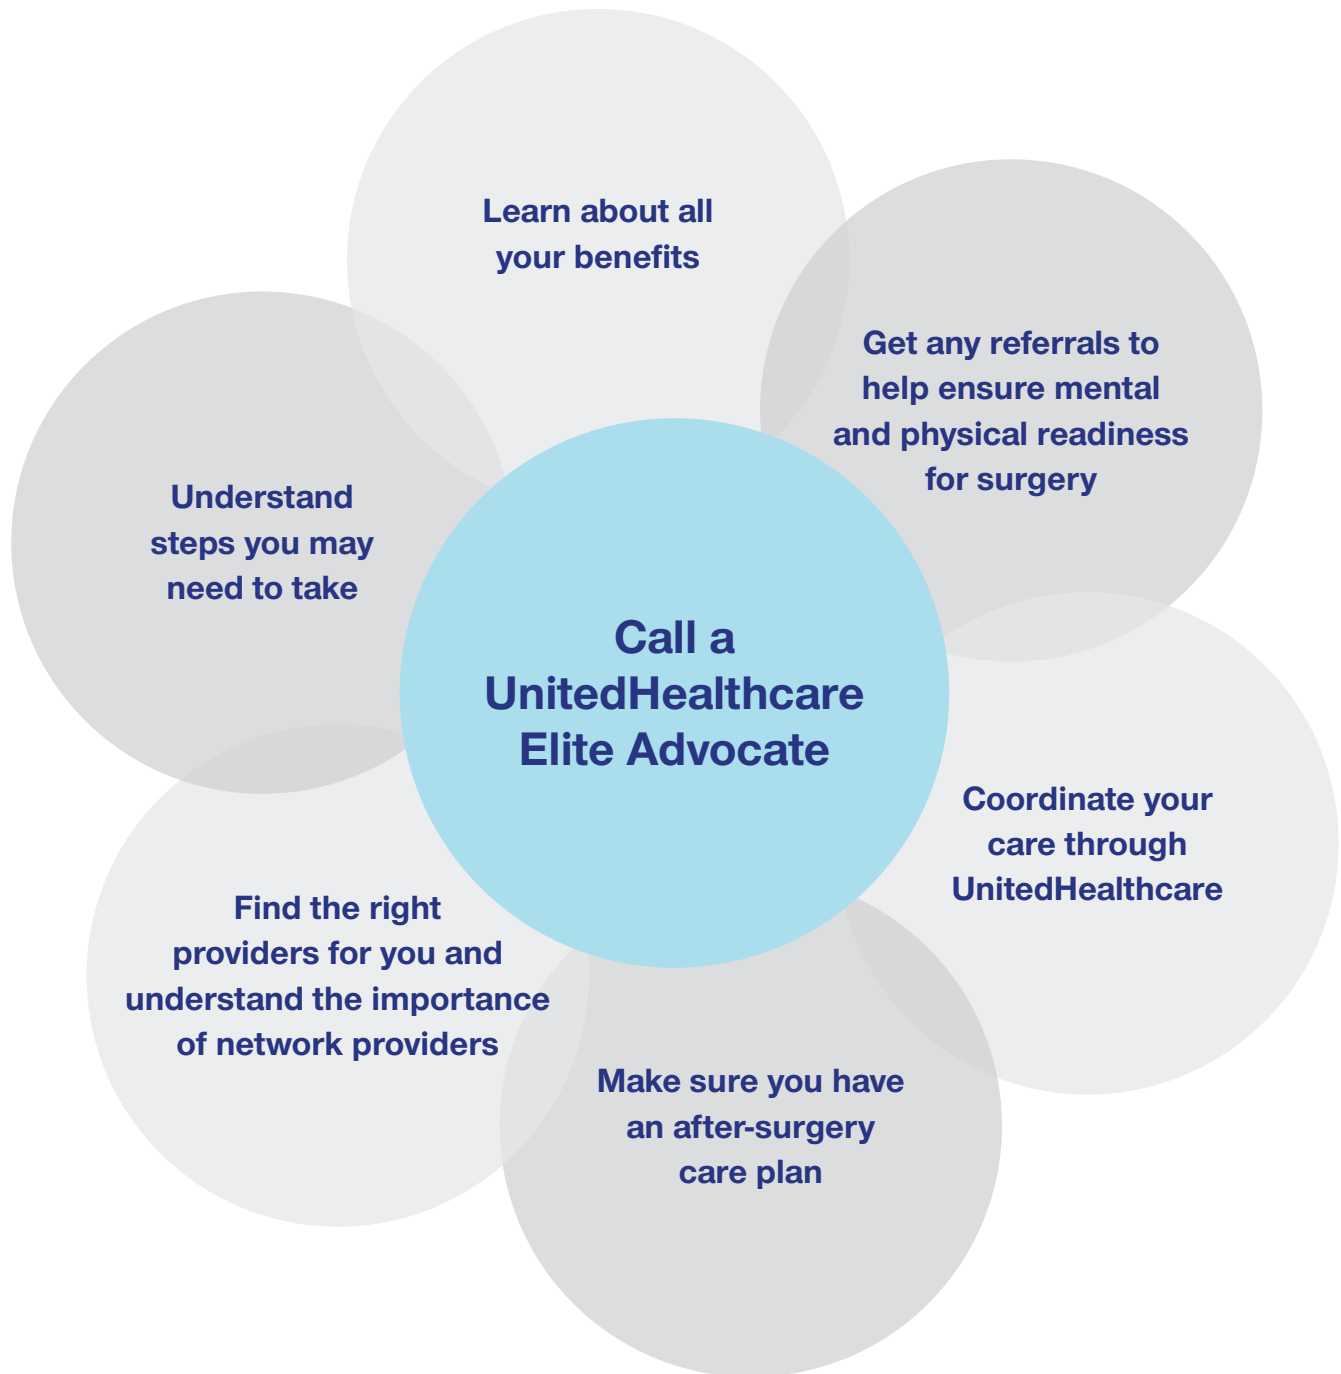 Learn about all
your benefits
Get any referrals to
help ensure mental
and physical readiness
for surgery
Understand
steps you may
need to take
Call a
UnitedHealthcare
Elite Advocate
Coordinate your
care through
UnitedHealthcare
Find the right
providers for you and
understand the importance
of network providers
Make sure you have
an after-surgery
care plan